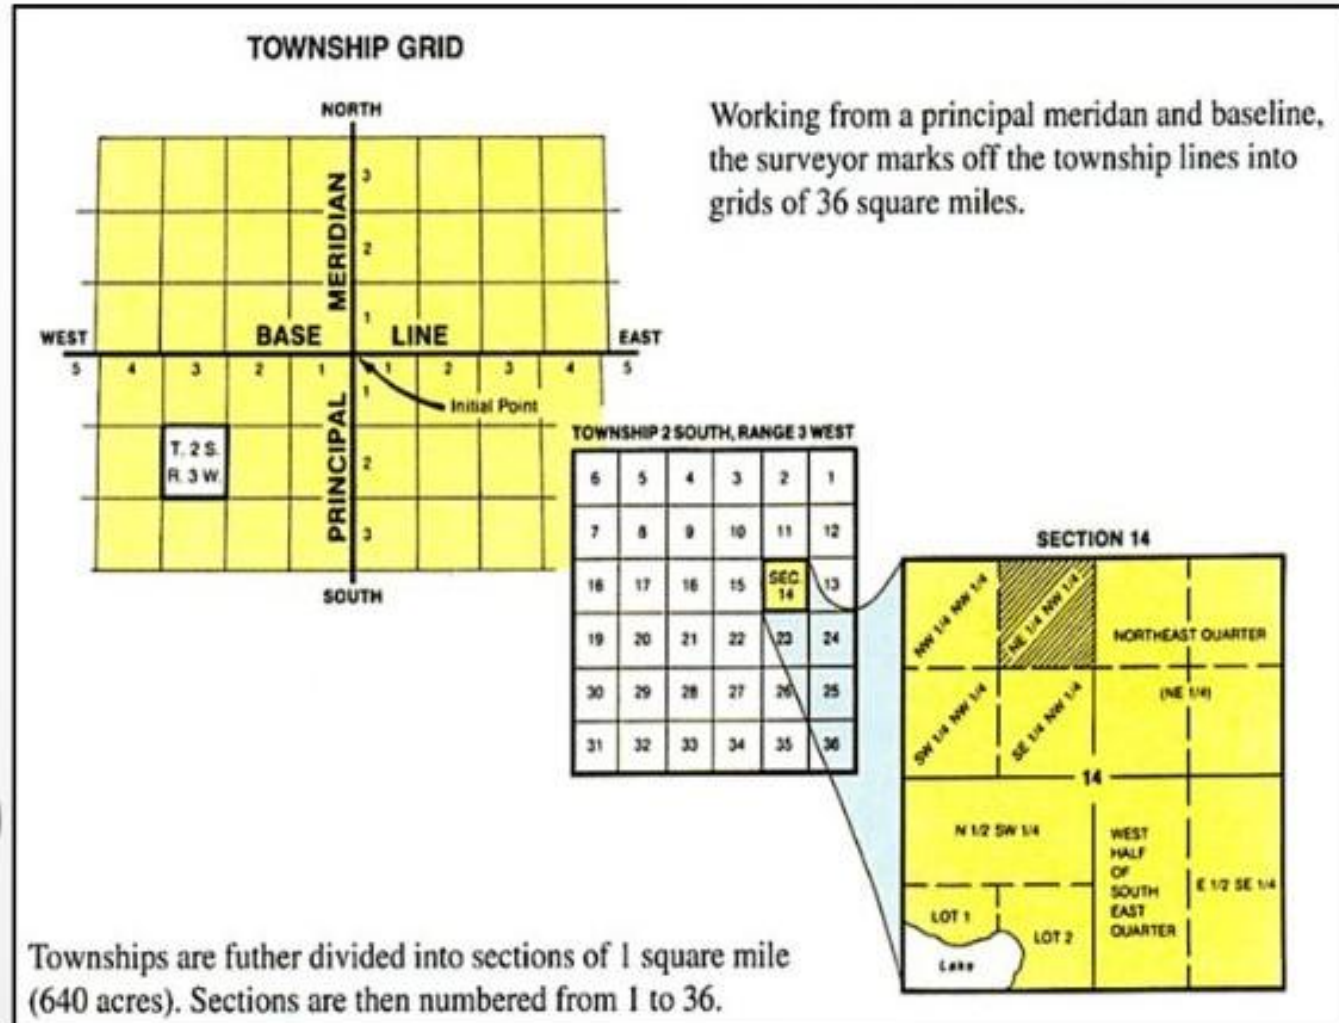 TOWNSHIP GRID
NORTH
Working from a principal meridan and baseline,
the surveyor marks off the township lines into
grids of 36 square miles.
PRINCIPAL MERIDIAN
3
2
1
WEST BASE LINE EAST
5 4 3 2 1 1 2 3 4 5
1
Initial Point
T. 2 S.
R. 3 W.
2
3
SOUTH
TOWNSHIP 2 SOUTH, RANGE 3 WEST
6 5 4 3 2 1
7 8 9 10 11 12
18 17 16 15 SEC. 14 13
19 20 21 22 23 24
30 29 28 27 26 25
31 32 33 34 35 36
SECTION 14
NW 1/4 NW 1/4
NE 1/4 NW 1/4
NORTHEAST QUARTER
(NE 1/4)
SW 1/4 NW 1/4
SE 1/4 NW 1/4
14
N 1/2 SW 1/4
WEST
HALF
OF
SOUTH
EAST
QUARTER
E 1/2 SE 1/4
LOT 1
LOT 2
Lake
Townships are futher divided into sections of 1 square mile
(640 acres). Sections are then numbered from 1 to 36.